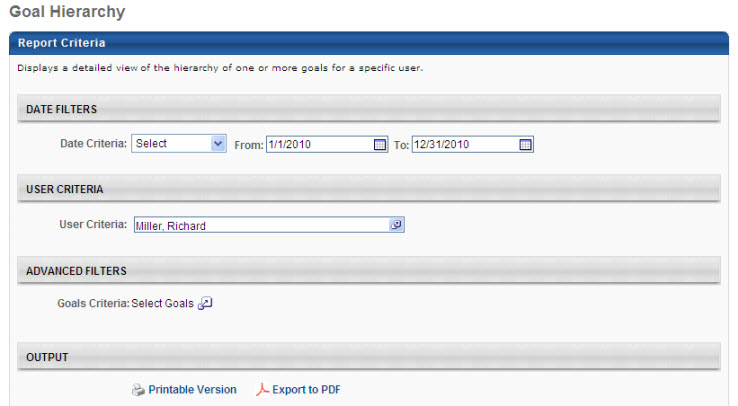 Goal Hierarchy
Report Criteria
Displays a detailed view of the hierarchy of one or more goals for a specific user.
DATE FILTERS
Date Criteria: Select From: 1/1/2010 To: 12/31/2010
USER CRITERIA
User Criteria: Miller, Richard
ADVANCED FILTERS
Goals Criteria: Select Goals
OUTPUT
Printable Version Export to PDF